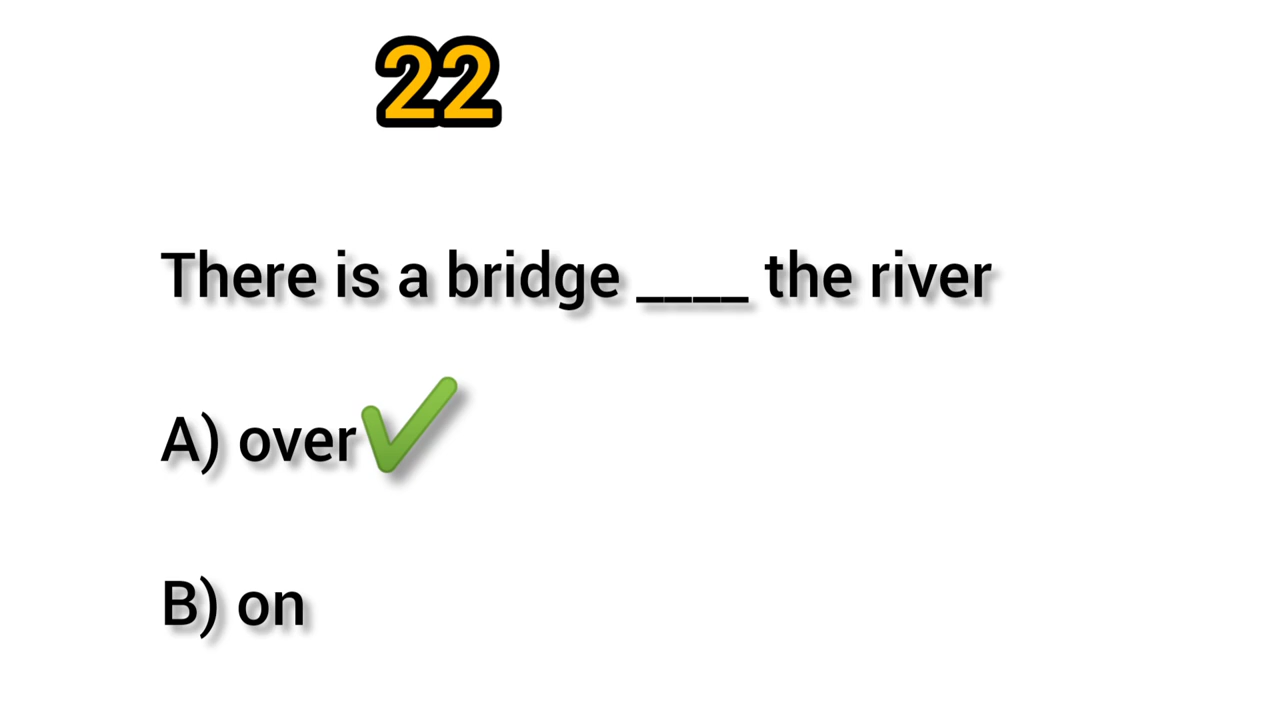 22
There is a bridge ____ the river
A) over
B) on